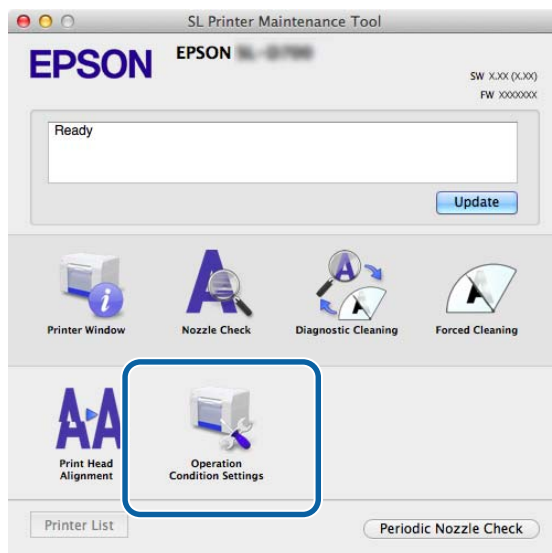 SL Printer Maintenance Tool
EPSON
EPSON
SW X.XX (X.XX)
FW XXXXXXX
Ready
Update
Printer Window
Nozzle Check
Diagnostic Cleaning
Forced Cleaning
Print Head
Alignment
Operation
Condition Settings
Printer List
Periodic Nozzle Check